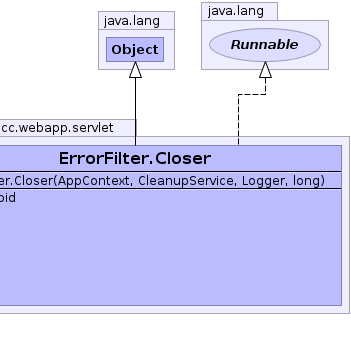 java.lang
java.lang
Object
Runnable
cc.webapp.servlet
ErrorFilter.Closer
er.Closer(AppContext, CleanupService, Logger, long)
oid